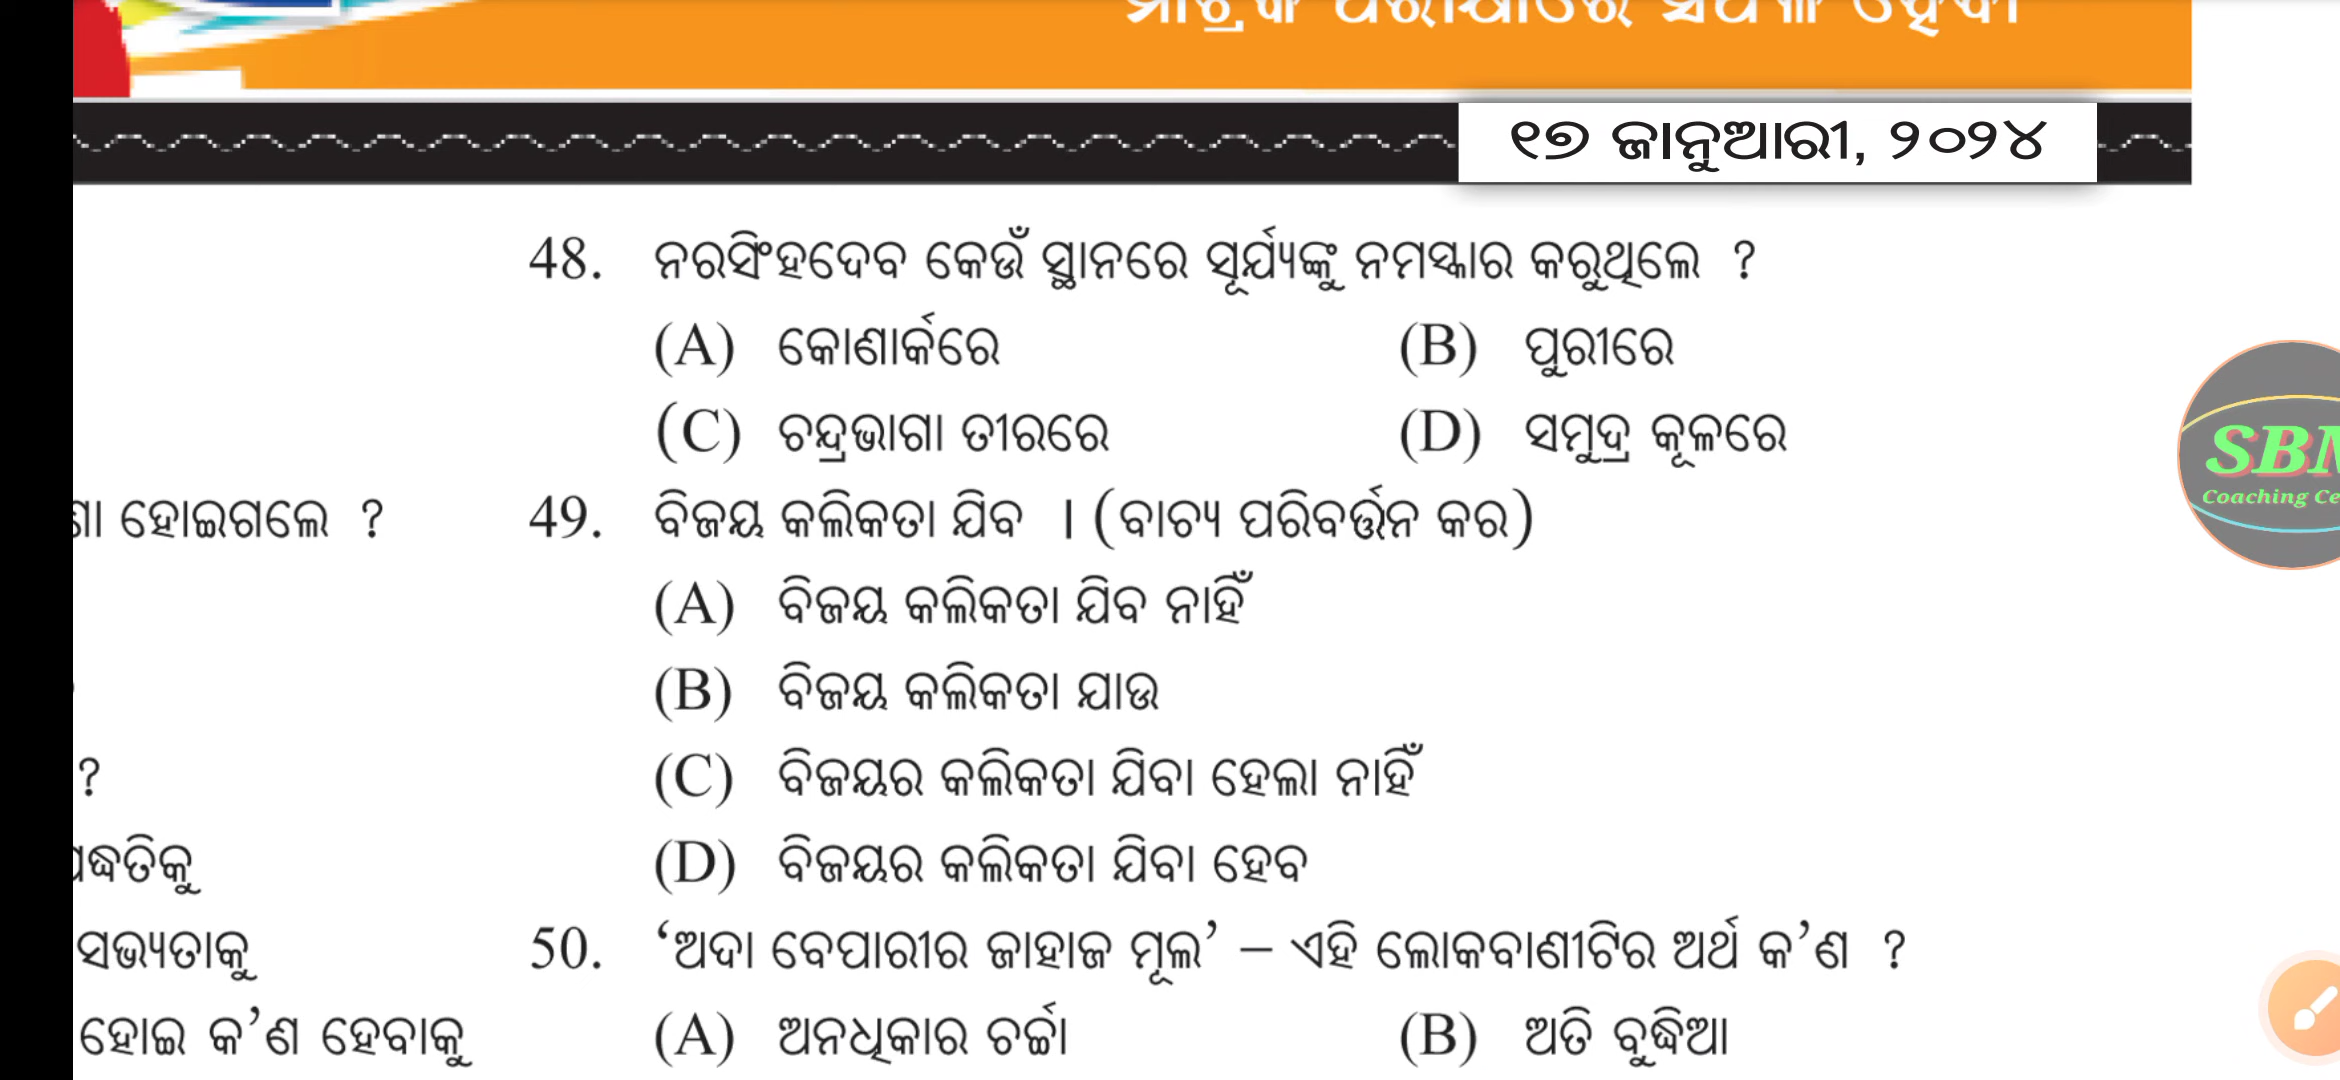 ୧୭ ଜାନୁଆରୀ, ୨୦୨୪
48. ନରସିଂହଦେବ କେଉଁ ସ୍ଥାନରେ ସୂର୍ଯ୍ୟଙ୍କୁ ନମସ୍କାର କରୁଥିଲେ ?
(A) କୋଣାର୍କରେ (B) ପୁରୀରେ
(C) ଚନ୍ଦ୍ରଭାଗା ତୀରରେ (D) ସମୁଦ୍ର କୂଳରେ
ହୋଇଗଲେ ?
49. ବିଜୟ କଲିକତା ଯିବ । (ବାଚ୍ୟ ପରିବର୍ତ୍ତନ କର)
(A) ବିଜୟ କଲିକତା ଯିବ ନାହିଁ
(B) ବିଜୟ କଲିକତା ଯାଉ
(C) ବିଜୟର କଲିକତା ଯିବା ହେଲା ନାହିଁ
?
(D) ବିଜୟର କଲିକତା ଯିବା ହେବ
ସଭ୍ୟତାକୁ
50. ‘ଅଦା ବେପାରୀର ଜାହାଜ ମୂଲ’ – ଏହି ଲୋକବାଣୀଟିର ଅର୍ଥ କ’ଣ ?
ହୋଇ କ’ଣ ହେବାକୁ
(A) ଅନଧିକାର ଚର୍ଚ୍ଚା (B) ଅତି ବୁଦ୍ଧିଆ
Coaching